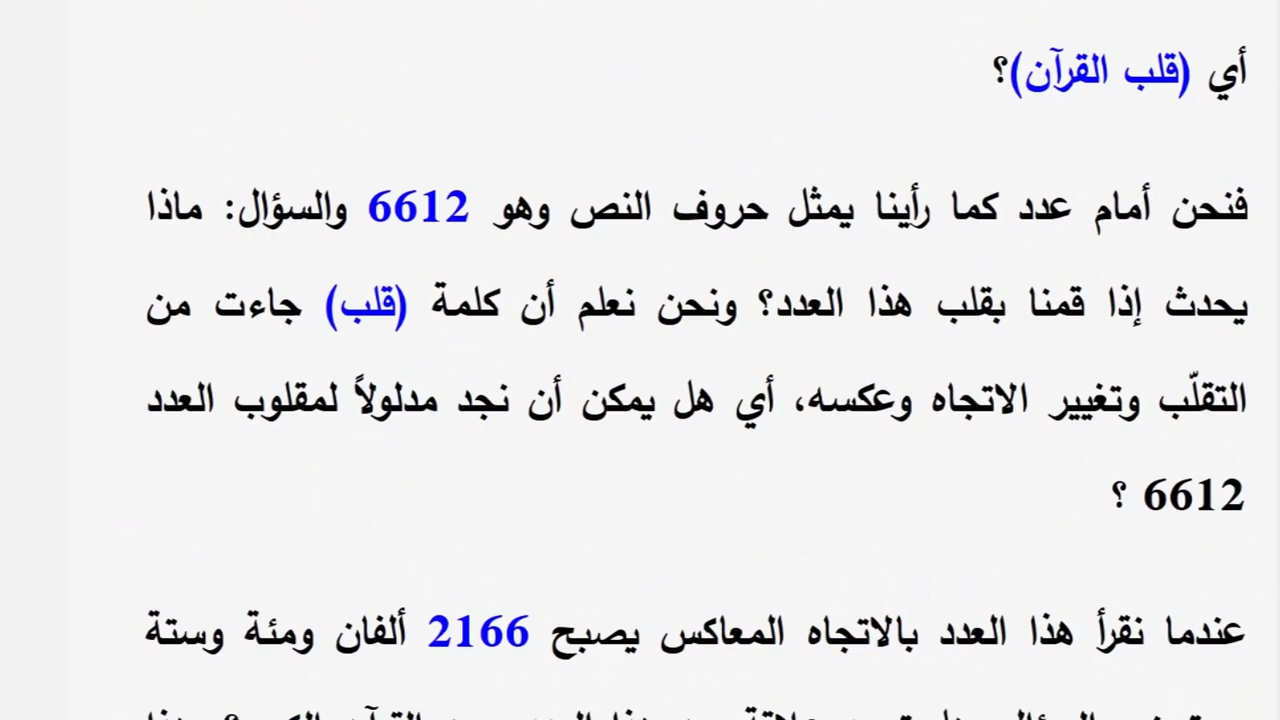 أي (قلب القرآن)؟
فنحن أمام عدد كما رأينا يمثل حروف النص وهو 6612 والسؤال: ماذا
يحدث إذا قمنا بقلب هذا العدد؟ ونحن نعلم أن كلمة (قلب) جاءت من
التقلّب وتغيير الاتجاه وعكسه، أي هل يمكن أن نجد مدلولاً لمقلوب العدد
6612 ؟
عندما نقرأ هذا العدد بالاتجاه المعاكس يصبح 2166 ألفان ومئة وستة